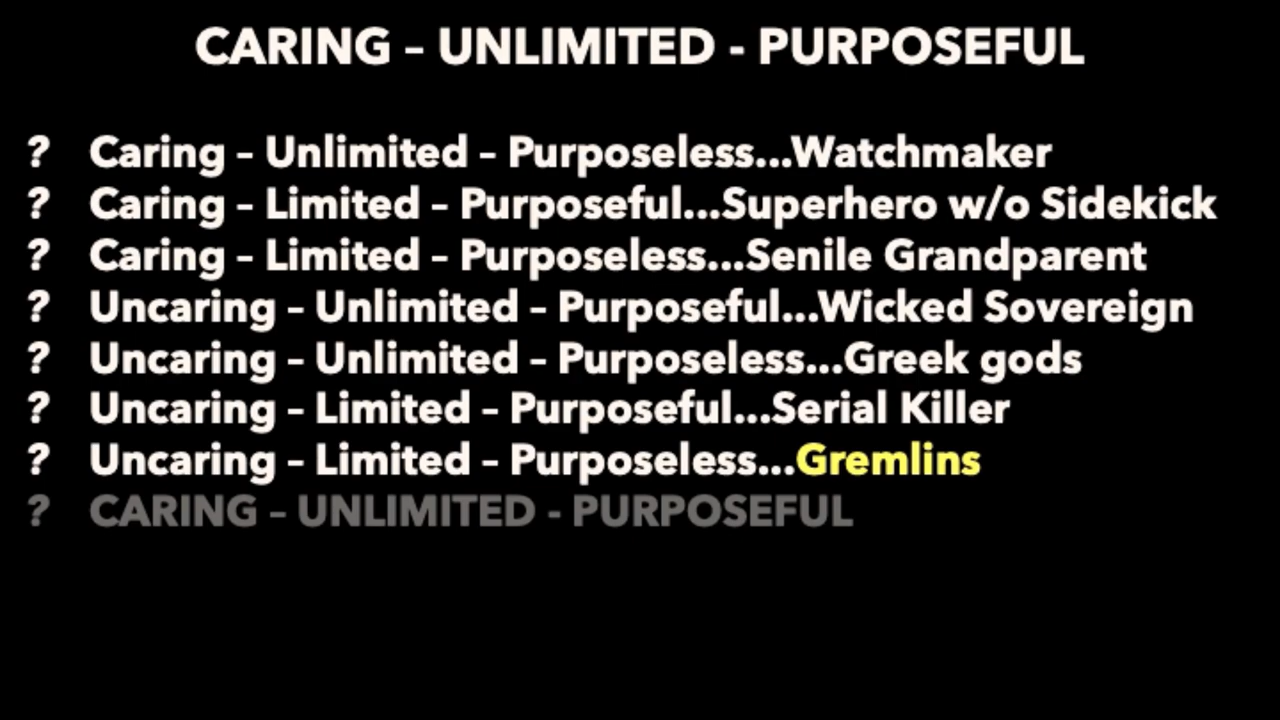 CARING – UNLIMITED - PURPOSEFUL
? Caring – Unlimited – Purposeless...Watchmaker
? Caring – Limited – Purposeful...Superhero w/o Sidekick
? Caring – Limited – Purposeless...Senile Grandparent
? Uncaring – Unlimited – Purposeful...Wicked Sovereign
? Uncaring – Unlimited – Purposeless...Greek gods
? Uncaring – Limited – Purposeful...Serial Killer
? Uncaring – Limited – Purposeless...Gremlins
? CARING – UNLIMITED - PURPOSEFUL